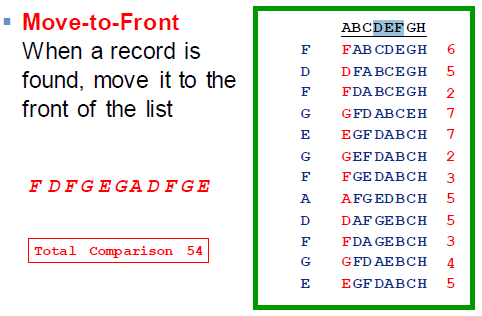 Move-to-Front
When a record is
found, move it to the
front of the list
F D F G E G A D F G E
Total Comparison 54
ABCDEFGH
F FABCDEGH 6
D DFABCEGH 5
F FDABCEGH 2
G GFDABCEH 7
E EGFDABCH 7
G GEFDABCH 2
F FGEDABCH 3
A AFGEDBCH 5
D DAFGEBCH 5
F FDAGEBCH 3
G GFDAEBCH 4
E EGFDABCH 5